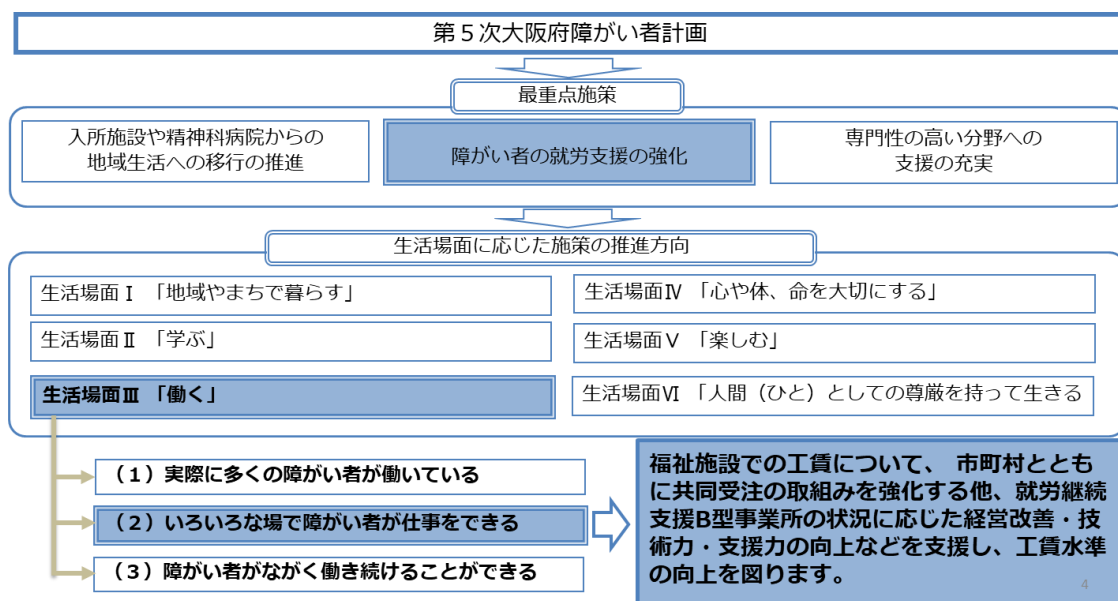 第５次大阪府障がい者計画
最重点施策
入所施設や精神科病院からの
地域生活への移行の推進
障がい者の就労支援の強化
専門性の高い分野への
支援の充実
生活場面に応じた施策の推進方向
生活場面Ⅰ 「地域やまちで暮らす」
生活場面Ⅱ 「学ぶ」
生活場面Ⅲ 「働く」
生活場面Ⅳ 「心や体、命を大切にする」
生活場面Ⅴ 「楽しむ」
生活場面Ⅵ 「人間（ひと）としての尊厳を持って生きる
（１）実際に多くの障がい者が働いている
（２）いろいろな場で障がい者が仕事をできる
（３）障がい者がながく働き続けることができる
福祉施設での工賃について、 市町村ととも
に共同受注の取組みを強化する他、就労継続
支援B型事業所の状況に応じた経営改善・技
術力・支援力の向上などを支援し、工賃水準
の向上を図ります。
4